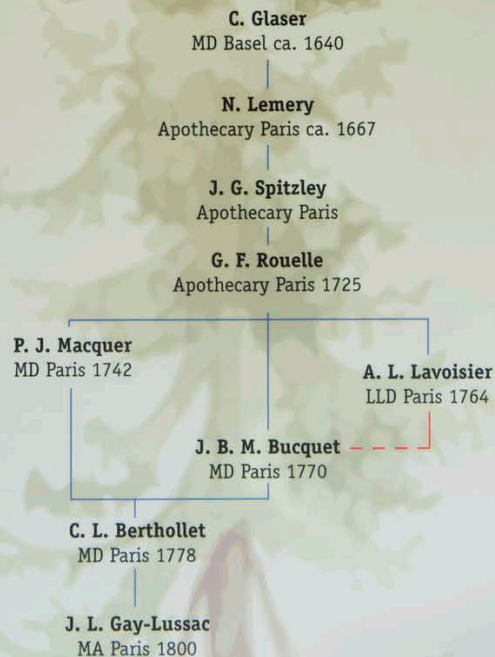 C. Glaser
MD Basel ca. 1640
N. Lemery
Apothecary Paris ca. 1667
J. G. Spitzley
Apothecary Paris
G. F. Rouelle
Apothecary Paris 1725
P. J. Macquer
MD Paris 1742
A. L. Lavoisier
LLD Paris 1764
J. B. M. Bucquet
MD Paris 1770
C. L. Berthollet
MD Paris 1778
J. L. Gay-Lussac
MA Paris 1800